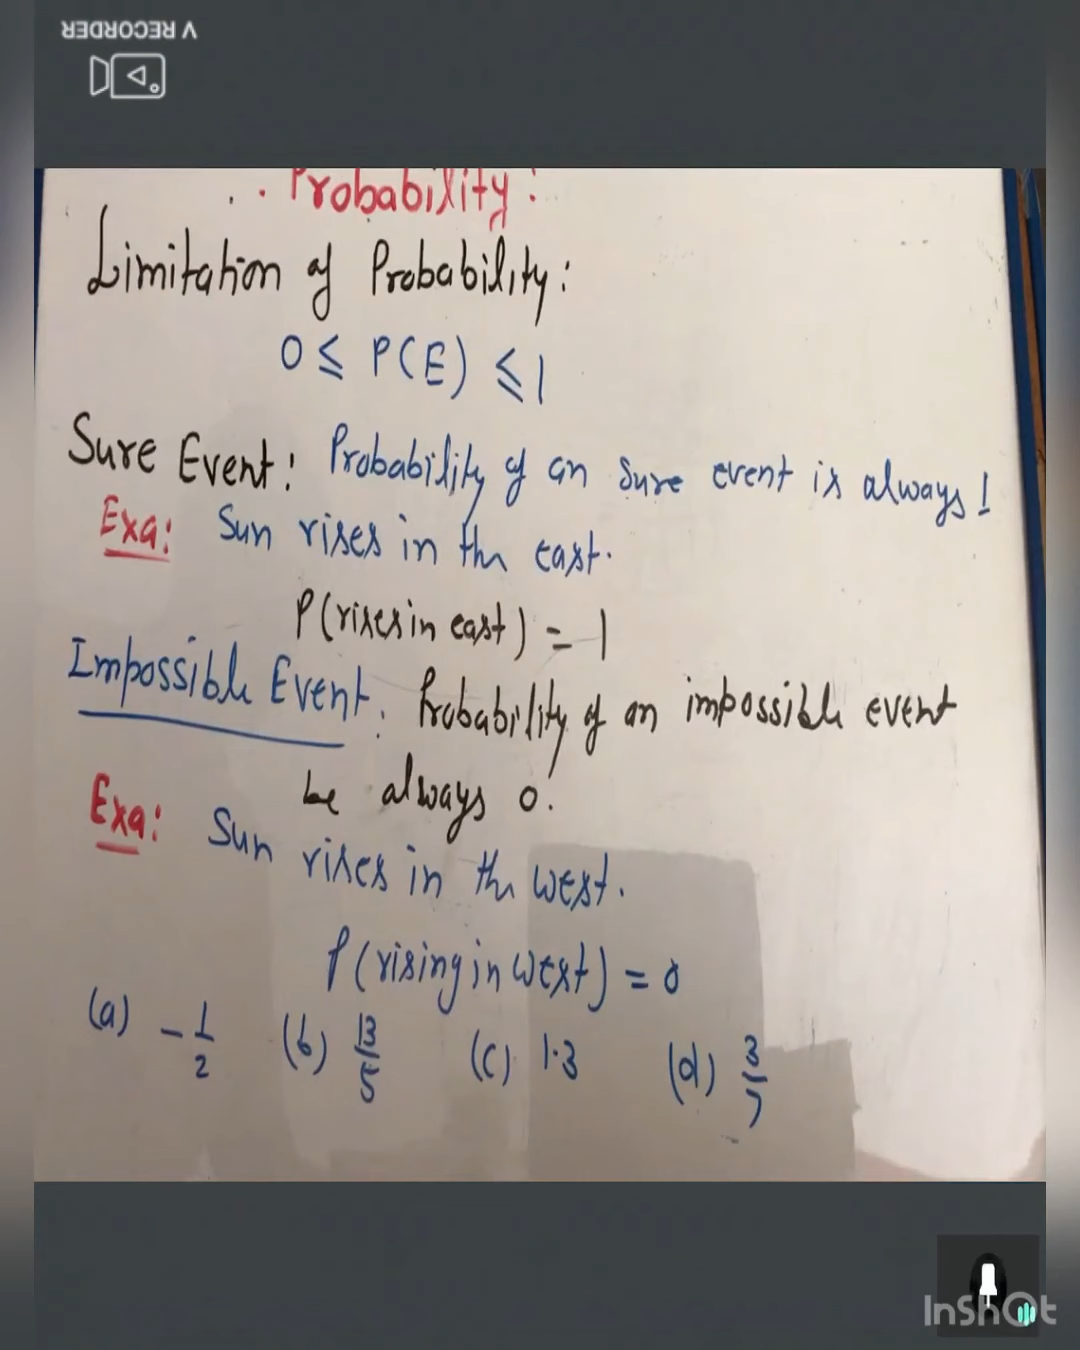 V RECORDER
Probability:
Limitation of Probability:
0 ≤ P(E) ≤ 1
Sure Event: Probability of an Sure event is always 1
Exa: Sun rises in the east.
P(rises in east) = 1
Impossible Event: Probability of an impossible event
be always 0.
Exa: Sun rises in the west.
P(rising in West) = 0
(a) -1/2 (b) 13/5 (c) 1.3 (d) 3/7
InShOt